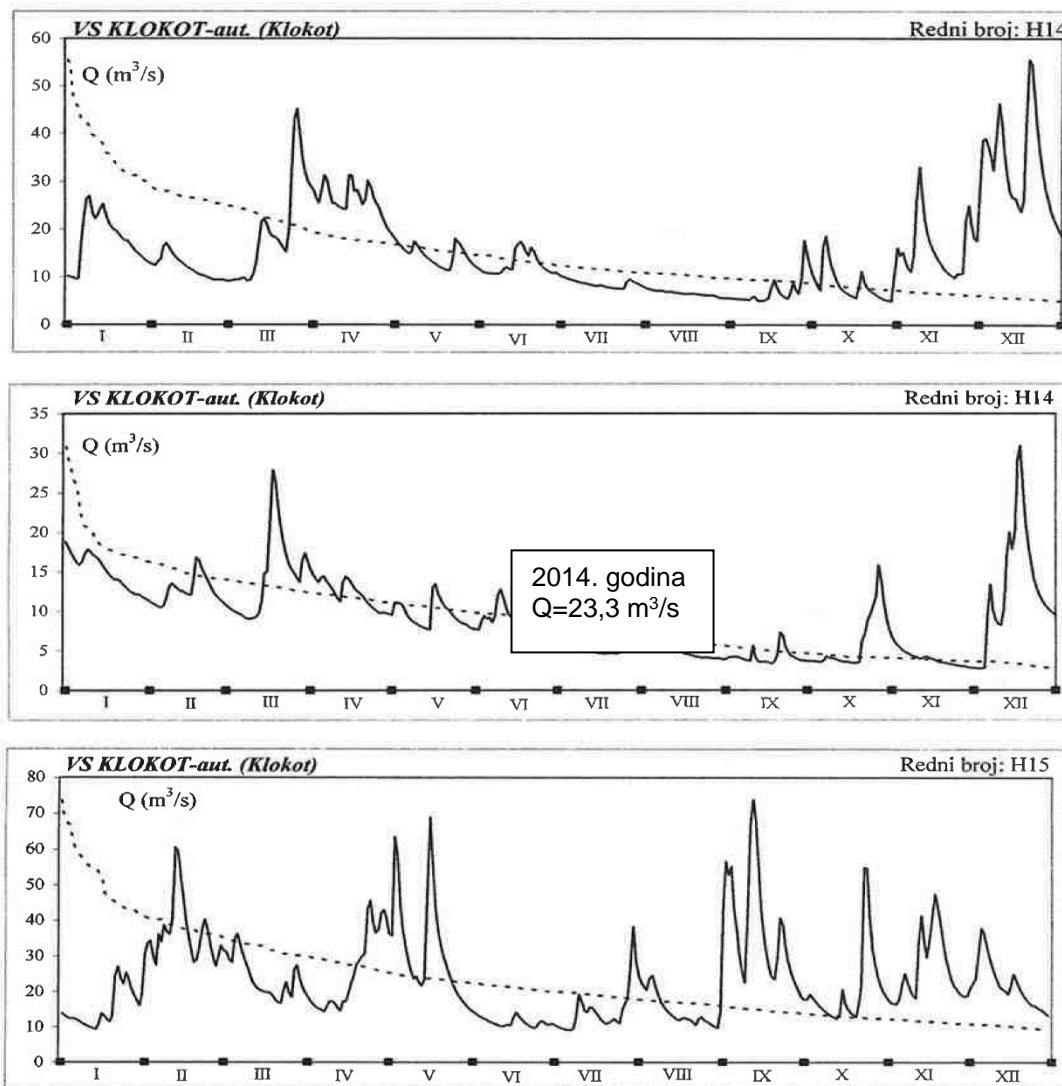 VS KLOKOT-aut. (Klokot) Redni broj: H14
60
Q (m³/s)
50
40
30
20
10
0
I II III IV V VI VII VIII IX X XI XII
VS KLOKOT-aut. (Klokot) Redni broj: H14
35
Q (m³/s)
30
25
20
15
2014. godina
Q=23,3 m³/s
10
5
0
I II III IV V VI VII VIII IX X XI XII
VS KLOKOT-aut. (Klokot) Redni broj: H15
80
Q (m³/s)
70
60
50
40
30
20
10
0
I II III IV V VI VII VIII IX X XI XII